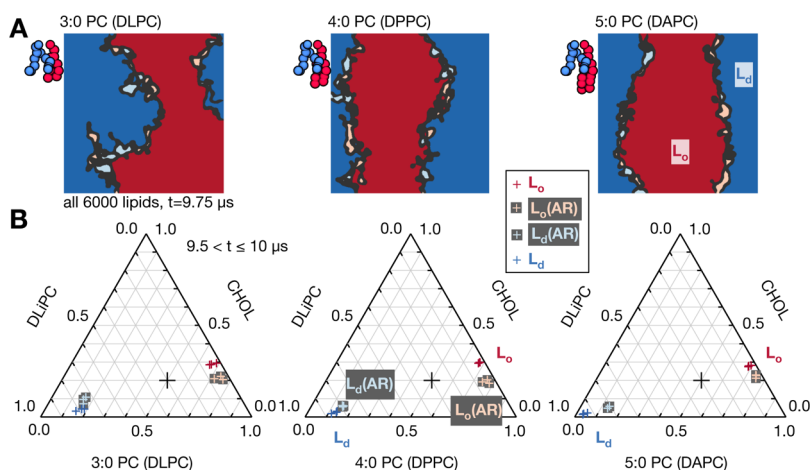 A
3:0 PC (DLPC)
4:0 PC (DPPC)
5:0 PC (DAPC)
Ld
Lo
all 6000 lipids, t=9.75 µs
+ Lo
Lo(AR)
Ld(AR)
+ Ld
B
9.5 < t ≤ 10 µs
0.0 1.0
DLiPC
CHOL
0.5
0.5
1.0
0.0
0.0
0.5
1.0
3:0 PC (DLPC)
0.0 1.0
0.5
0.5
Lo
Ld(AR)
Lo(AR)
1.0
0.0
0.5
1.0
Ld
4:0 PC (DPPC)
0.0 1.0
DLiPC
CHOL
0.5
0.5
Lo
1.0
0.0
0.0
0.5
1.0
Ld
5:0 PC (DAPC)